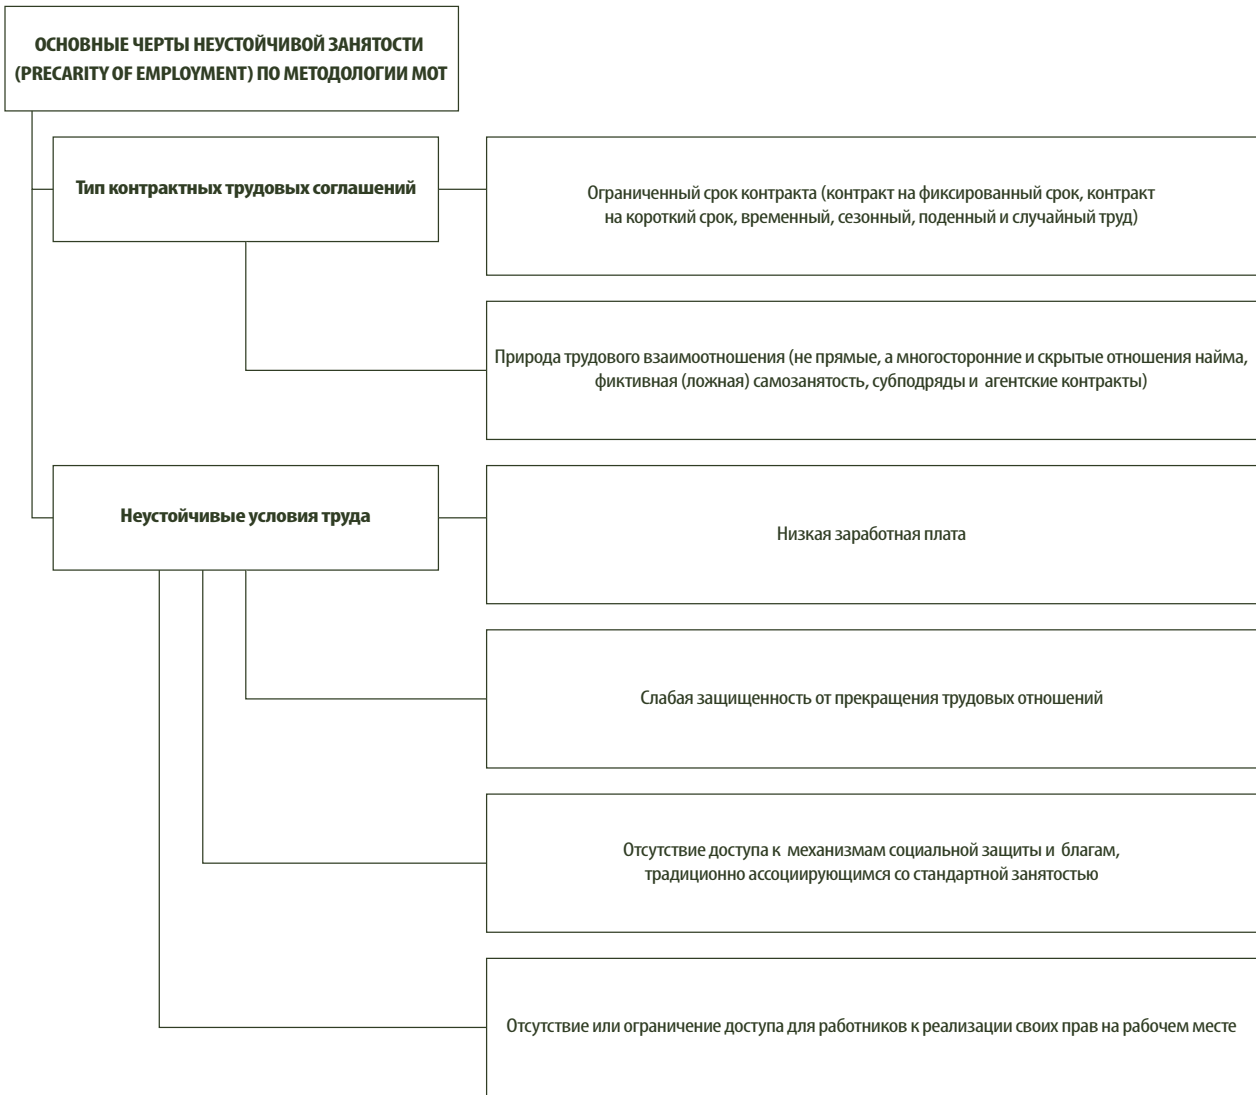 ОСНОВНЫЕ ЧЕРТЫ НЕУСТОЙЧИВОЙ ЗАНЯТОСТИ
(PRECARITY OF EMPLOYMENT) ПО МЕТОДОЛОГИИ МОТ
Тип контрактных трудовых соглашений
Ограниченный срок контракта (контракт на фиксированный срок, контракт
на короткий срок, временный, сезонный, поденный и случайный труд)
Природа трудового взаимоотношения (не прямые, а многосторонние и скрытые отношения найма,
фиктивная (ложная) самозанятость, субподряды и агентские контракты)
Неустойчивые условия труда
Низкая заработная плата
Слабая защищенность от прекращения трудовых отношений
Отсутствие доступа к механизмам социальной защиты и благам,
традиционно ассоциирующимся со стандартной занятостью
Отсутствие или ограничение доступа для работников к реализации своих прав на рабочем месте